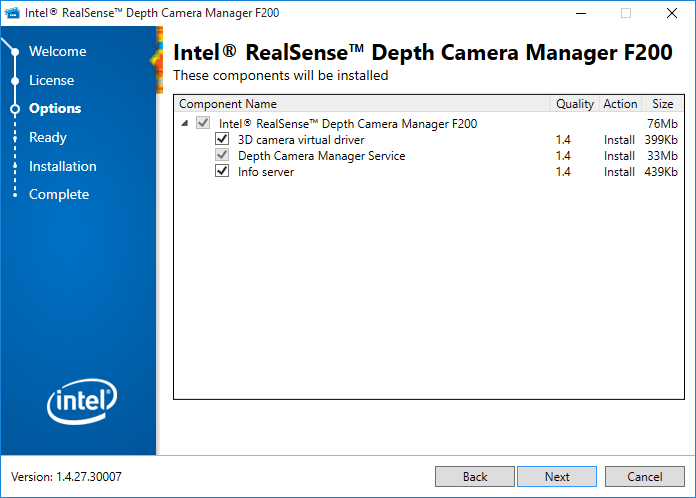 Intel® RealSense™ Depth Camera Manager F200
Welcome
License
Options
Ready
Installation
Complete
intel®
Intel® RealSense™ Depth Camera Manager F200
These components will be installed
Component Name Quality Action Size
Intel® RealSense™ Depth Camera Manager F200 76Mb
3D camera virtual driver 1.4 Install 399Kb
Depth Camera Manager Service 1.4 Install 33Mb
Info server 1.4 Install 439Kb
Version: 1.4.27.30007
Back Next Cancel